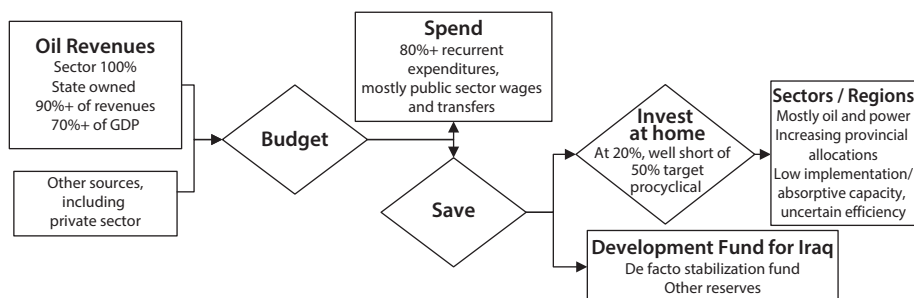 Oil Revenues
Sector 100%
State owned
90%+ of revenues
70%+ of GDP
Other sources,
including
private sector
Budget
Spend
80%+ recurrent
expenditures,
mostly public sector wages
and transfers
Save
Invest
at home
At 20%, well short of
50% target
procyclical
Sectors / Regions
Mostly oil and power
Increasing provincial
allocations
Low implementation/
absorptive capacity,
uncertain efficiency
Development Fund for Iraq
De facto stabilization fund
Other reserves